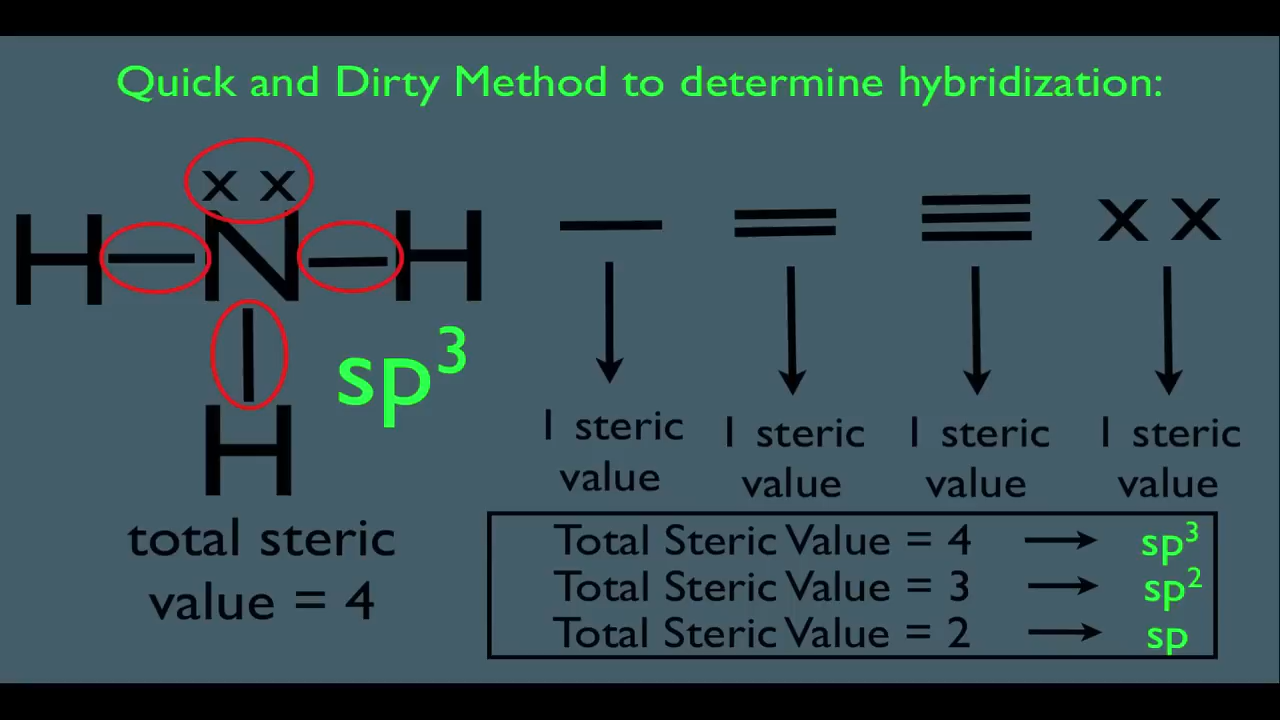 Quick and Dirty Method to determine hybridization:
x x
H N H
H
sp³
total steric
value = 4
x x
1 steric value
1 steric value
1 steric value
1 steric value
Total Steric Value = 4 → sp³
Total Steric Value = 3 → sp²
Total Steric Value = 2 → sp